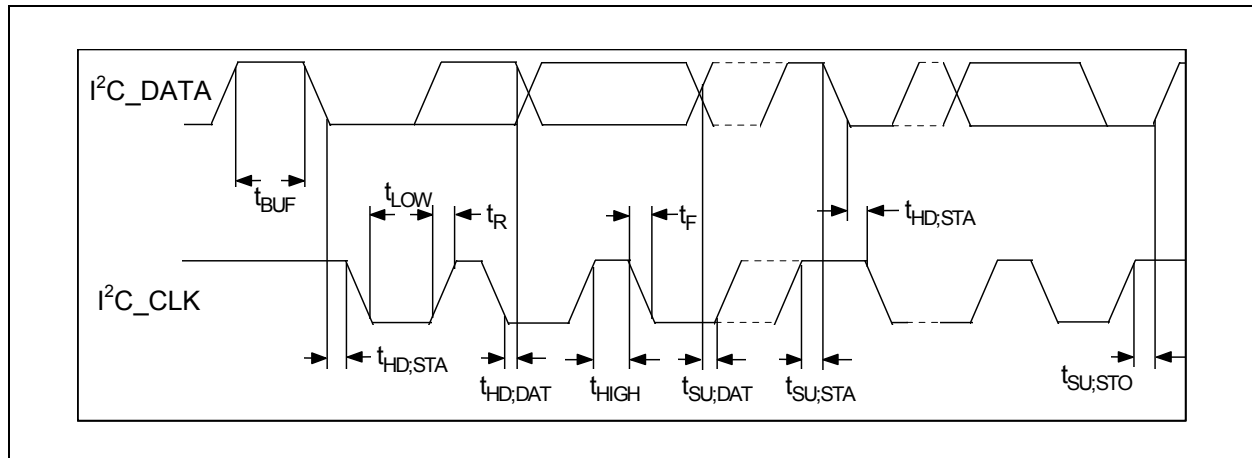 I²C_DATA
t_BUF
t_LOW
t_R
t_F
t_HD;STA
I²C_CLK
t_HD;STA
t_HD;DAT
t_HIGH
t_SU;DAT
t_SU;STA
t_SU;STO